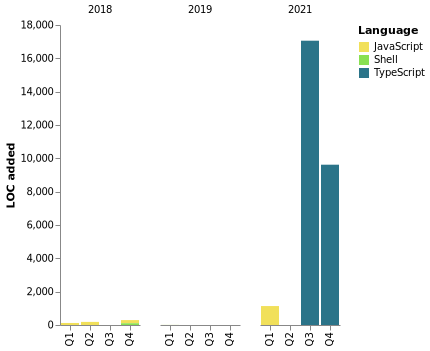 2018 2019 2021
Language
JavaScript
Shell
TypeScript
LOC added
18,000
16,000
14,000
12,000
10,000
8,000
6,000
4,000
2,000
0
Q1 Q2 Q3 Q4 Q1 Q2 Q3 Q4 Q1 Q2 Q3 Q4